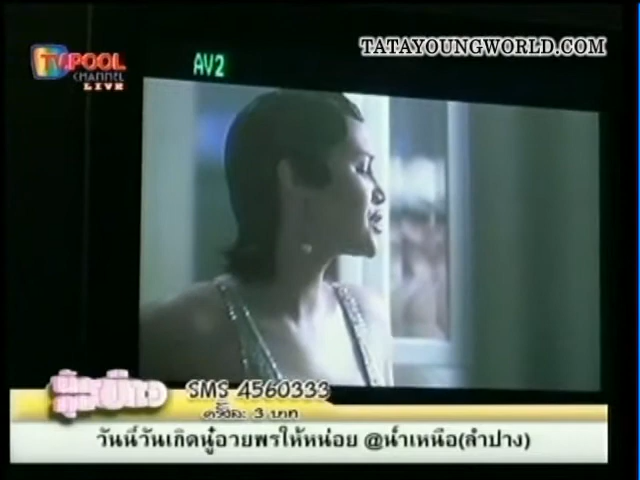 TATAYOUNGWORLD.COM
TV POOL
CHANNEL
LIVE
AV2
SMS 4560333
ครั้งละ 3 บาท
วันนี้วันเกิดนู๋อวยพรให้หน่อย @น้ำเหนือ(ลำปาง)